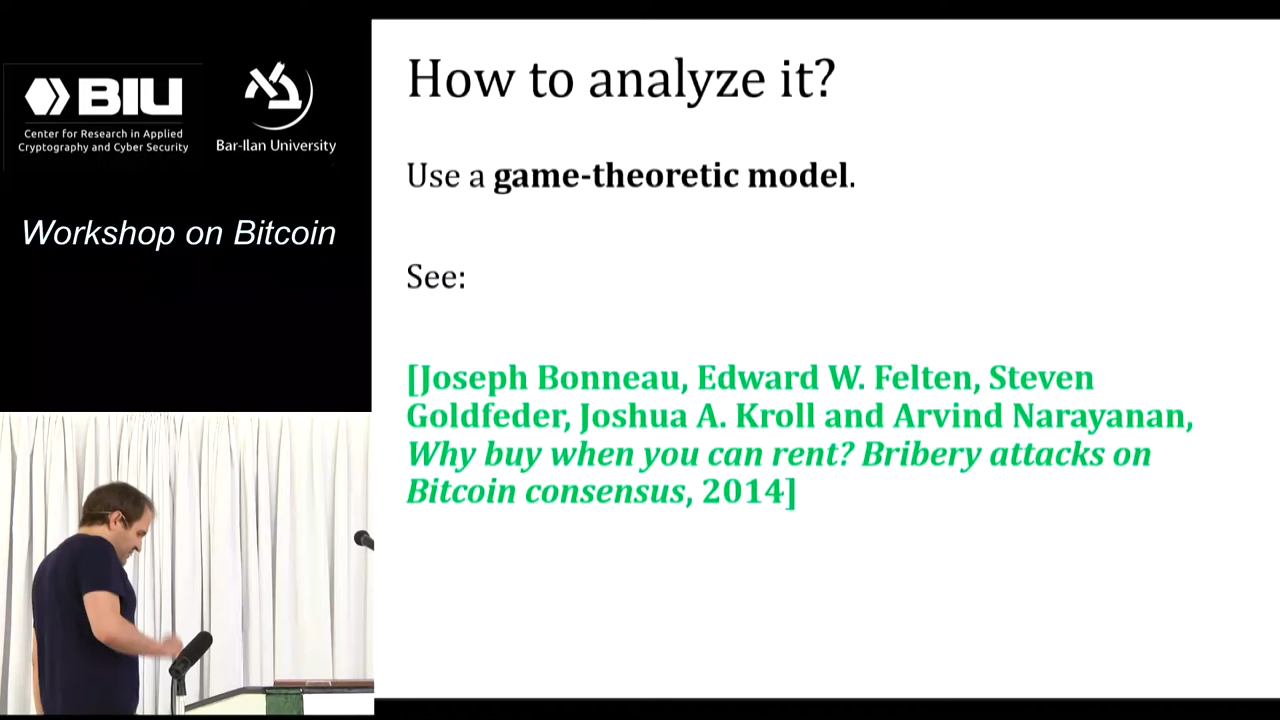 BIU
Center for Research in Applied
Cryptography and Cyber Security
Bar-Ilan University
Workshop on Bitcoin
How to analyze it?
Use a game-theoretic model.
See:
[Joseph Bonneau, Edward W. Felten, Steven
Goldfeder, Joshua A. Kroll and Arvind Narayanan,
Why buy when you can rent? Bribery attacks on
Bitcoin consensus, 2014]